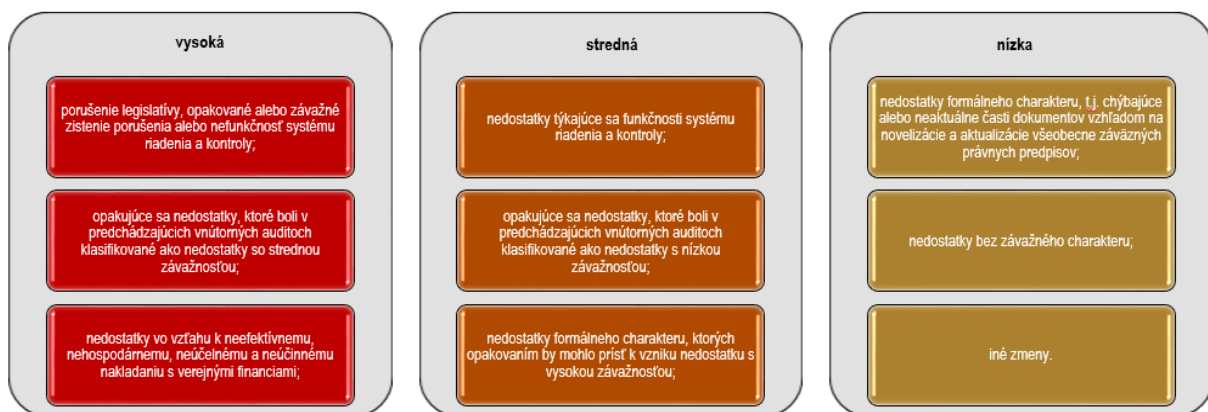 vysoká
porušenie legislatívy, opakované alebo závažné
zistenie porušenia alebo nefunkčnosť systému
riadenia a kontroly;
opakujúce sa nedostatky, ktoré boli v
predchádzajúcich vnútorných auditoch
klasifikované ako nedostatky so strednou
závažnosťou;
nedostatky vo vzťahu k neefektívnemu,
nehospodárnemu, neúčelnému a neúčinnému
nakladaniu s verejnými financiami;
stredná
nedostatky týkajúce sa funkčnosti systému
riadenia a kontroly;
opakujúce sa nedostatky, ktoré boli v
predchádzajúcich vnútorných auditoch
klasifikované ako nedostatky s nízkou
závažnosťou;
nedostatky formálneho charakteru, ktorých
opakovaním by mohlo prísť k vzniku nedostatku s
vysokou závažnosťou;
nízka
nedostatky formálneho charakteru, t.j. chýbajúce
alebo neaktuálne časti dokumentov vzhľadom na
novelizácie a aktualizácie všeobecne záväzných
právnych predpisov;
nedostatky bez závažného charakteru;
iné zmeny.